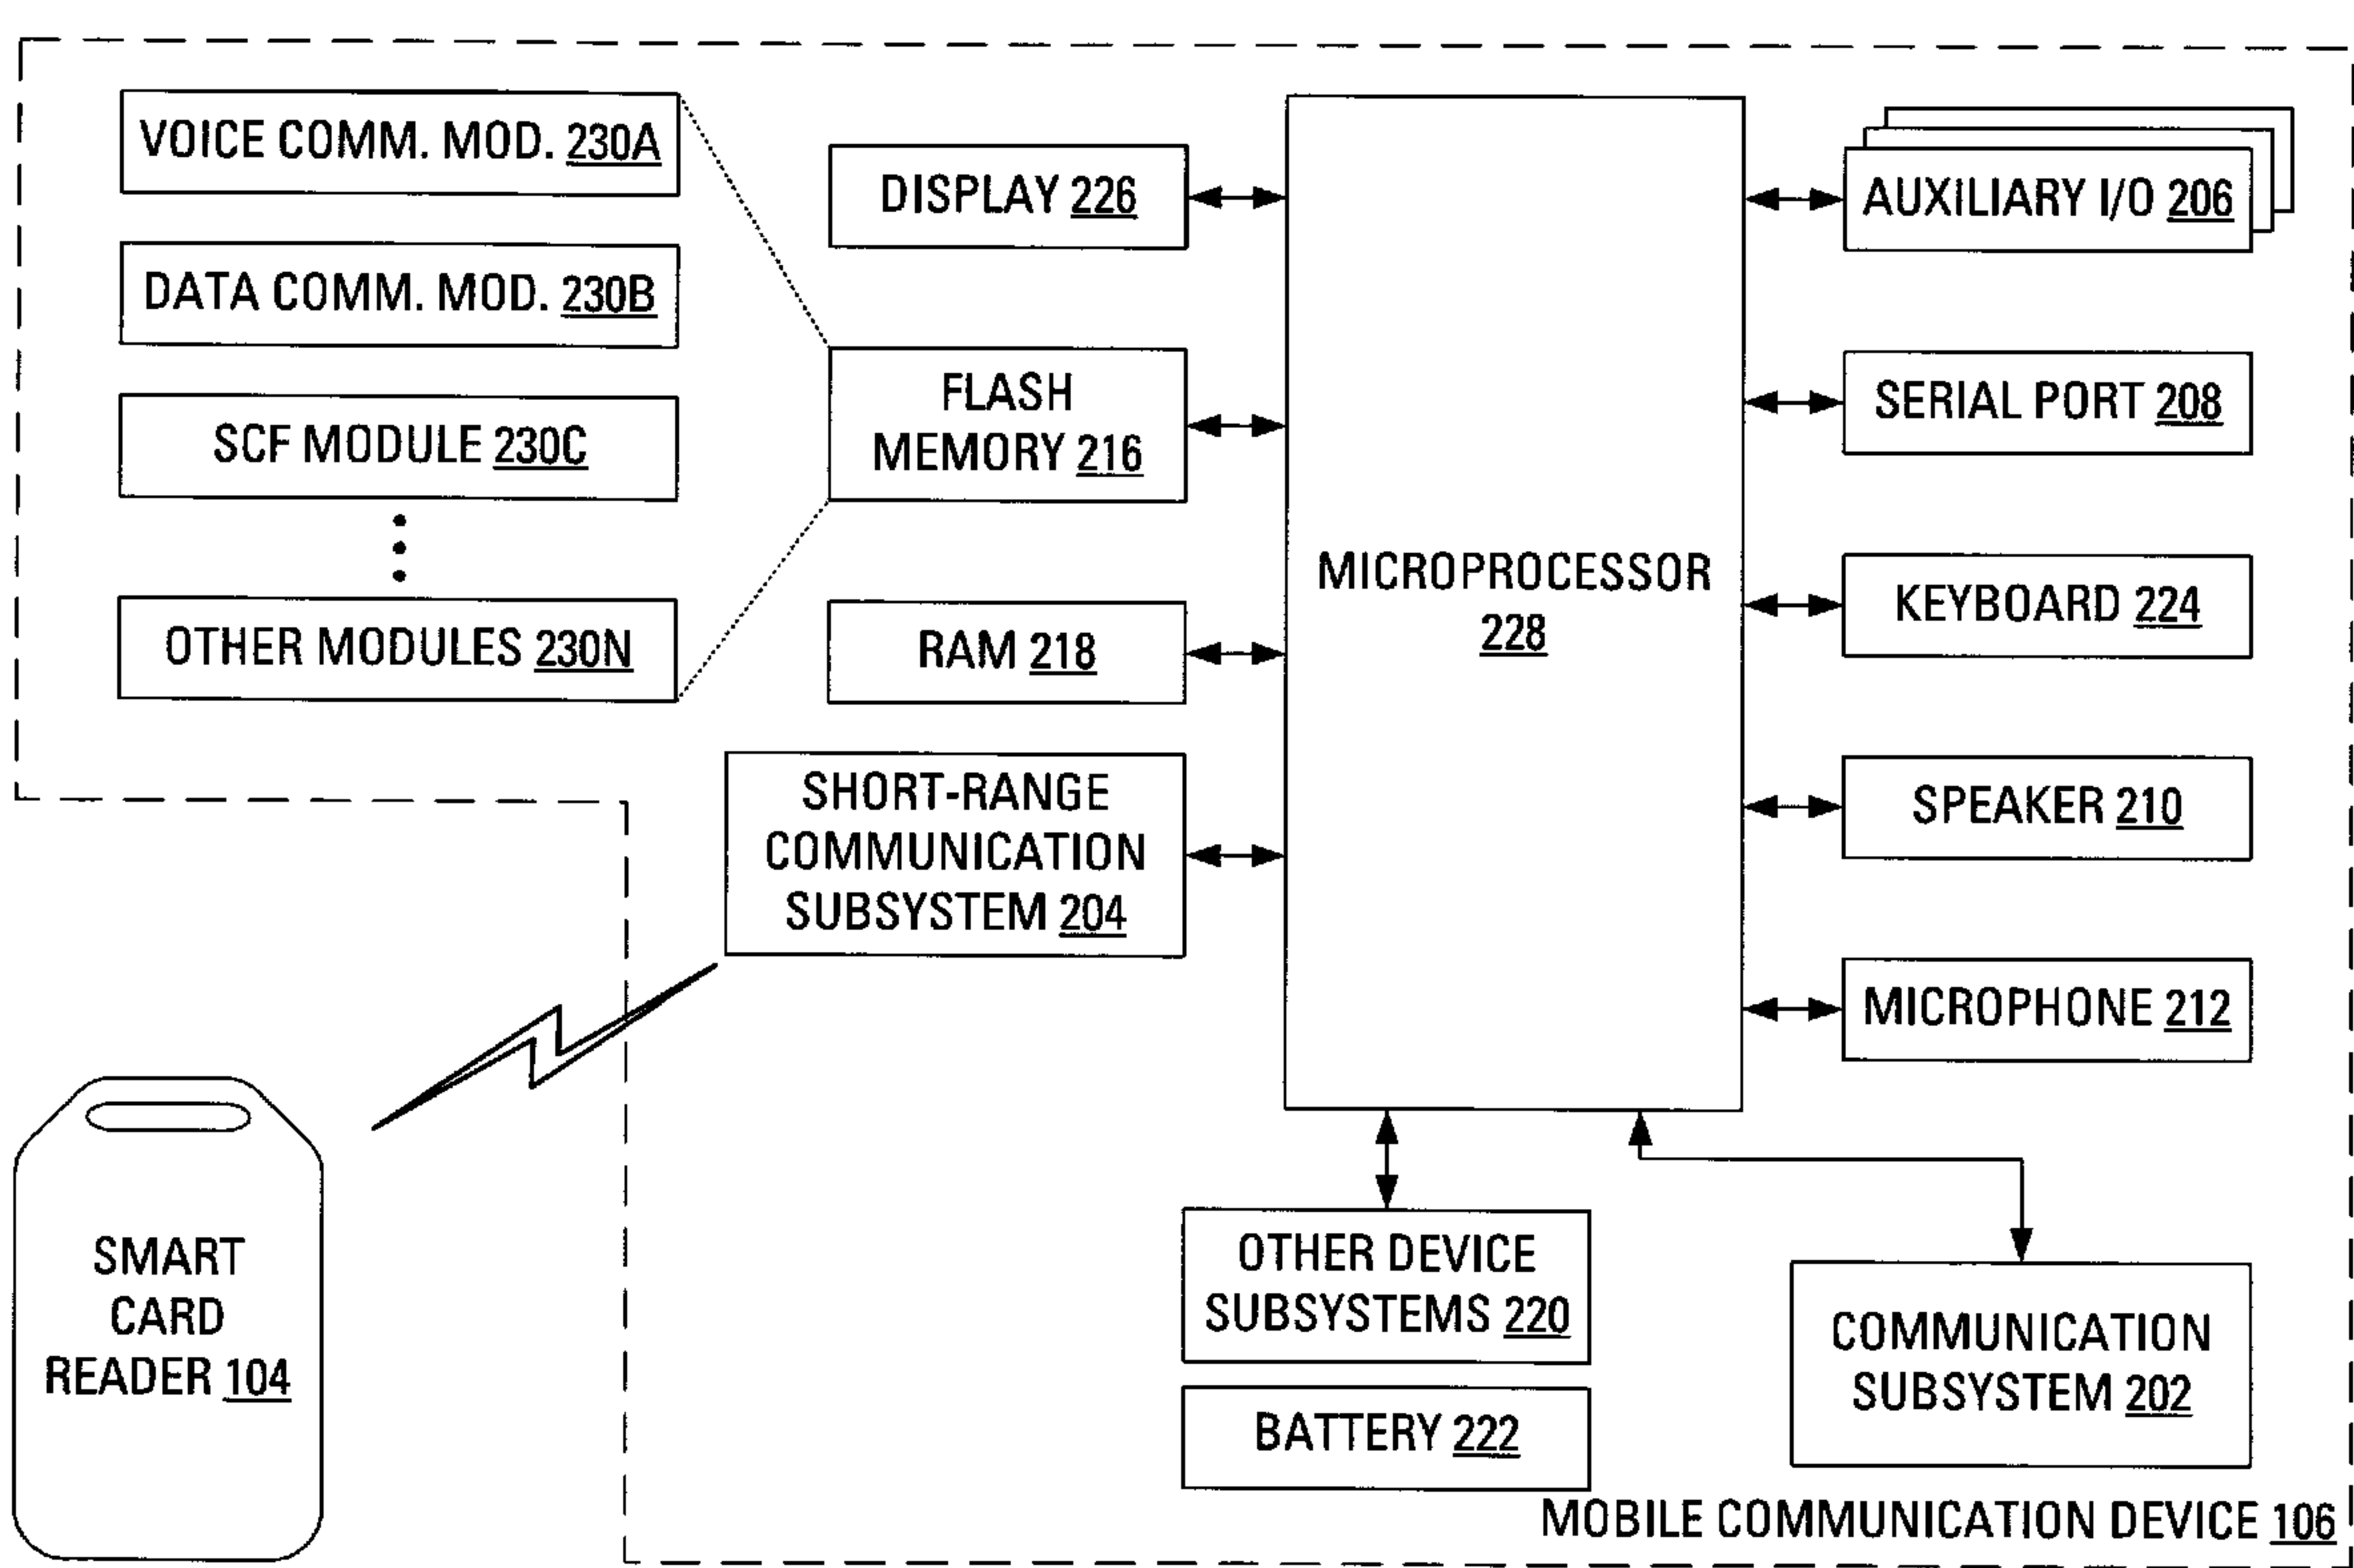 VOICE COMM. MOD. 230A
DATA COMM. MOD. 230B
SCF MODULE 230C
OTHER MODULES 230N
DISPLAY 226
FLASH
MEMORY 216
RAM 218
SHORT-RANGE
COMMUNICATION
SUBSYSTEM 204
MICROPROCESSOR
228
AUXILIARY I/O 206
SERIAL PORT 208
KEYBOARD 224
SPEAKER 210
MICROPHONE 212
SMART
CARD
READER 104
OTHER DEVICE
SUBSYSTEMS 220
BATTERY 222
COMMUNICATION
SUBSYSTEM 202
MOBILE COMMUNICATION DEVICE 106